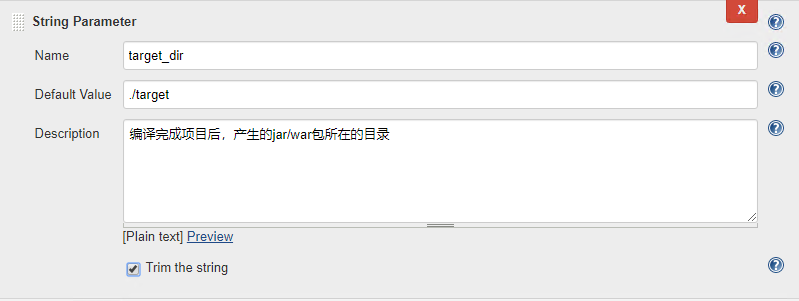 X
String Parameter
Name
target_dir
Default Value
./target
Description
编译完成项目后，产生的jar/war包所在的目录
[Plain text] Preview
Trim the string